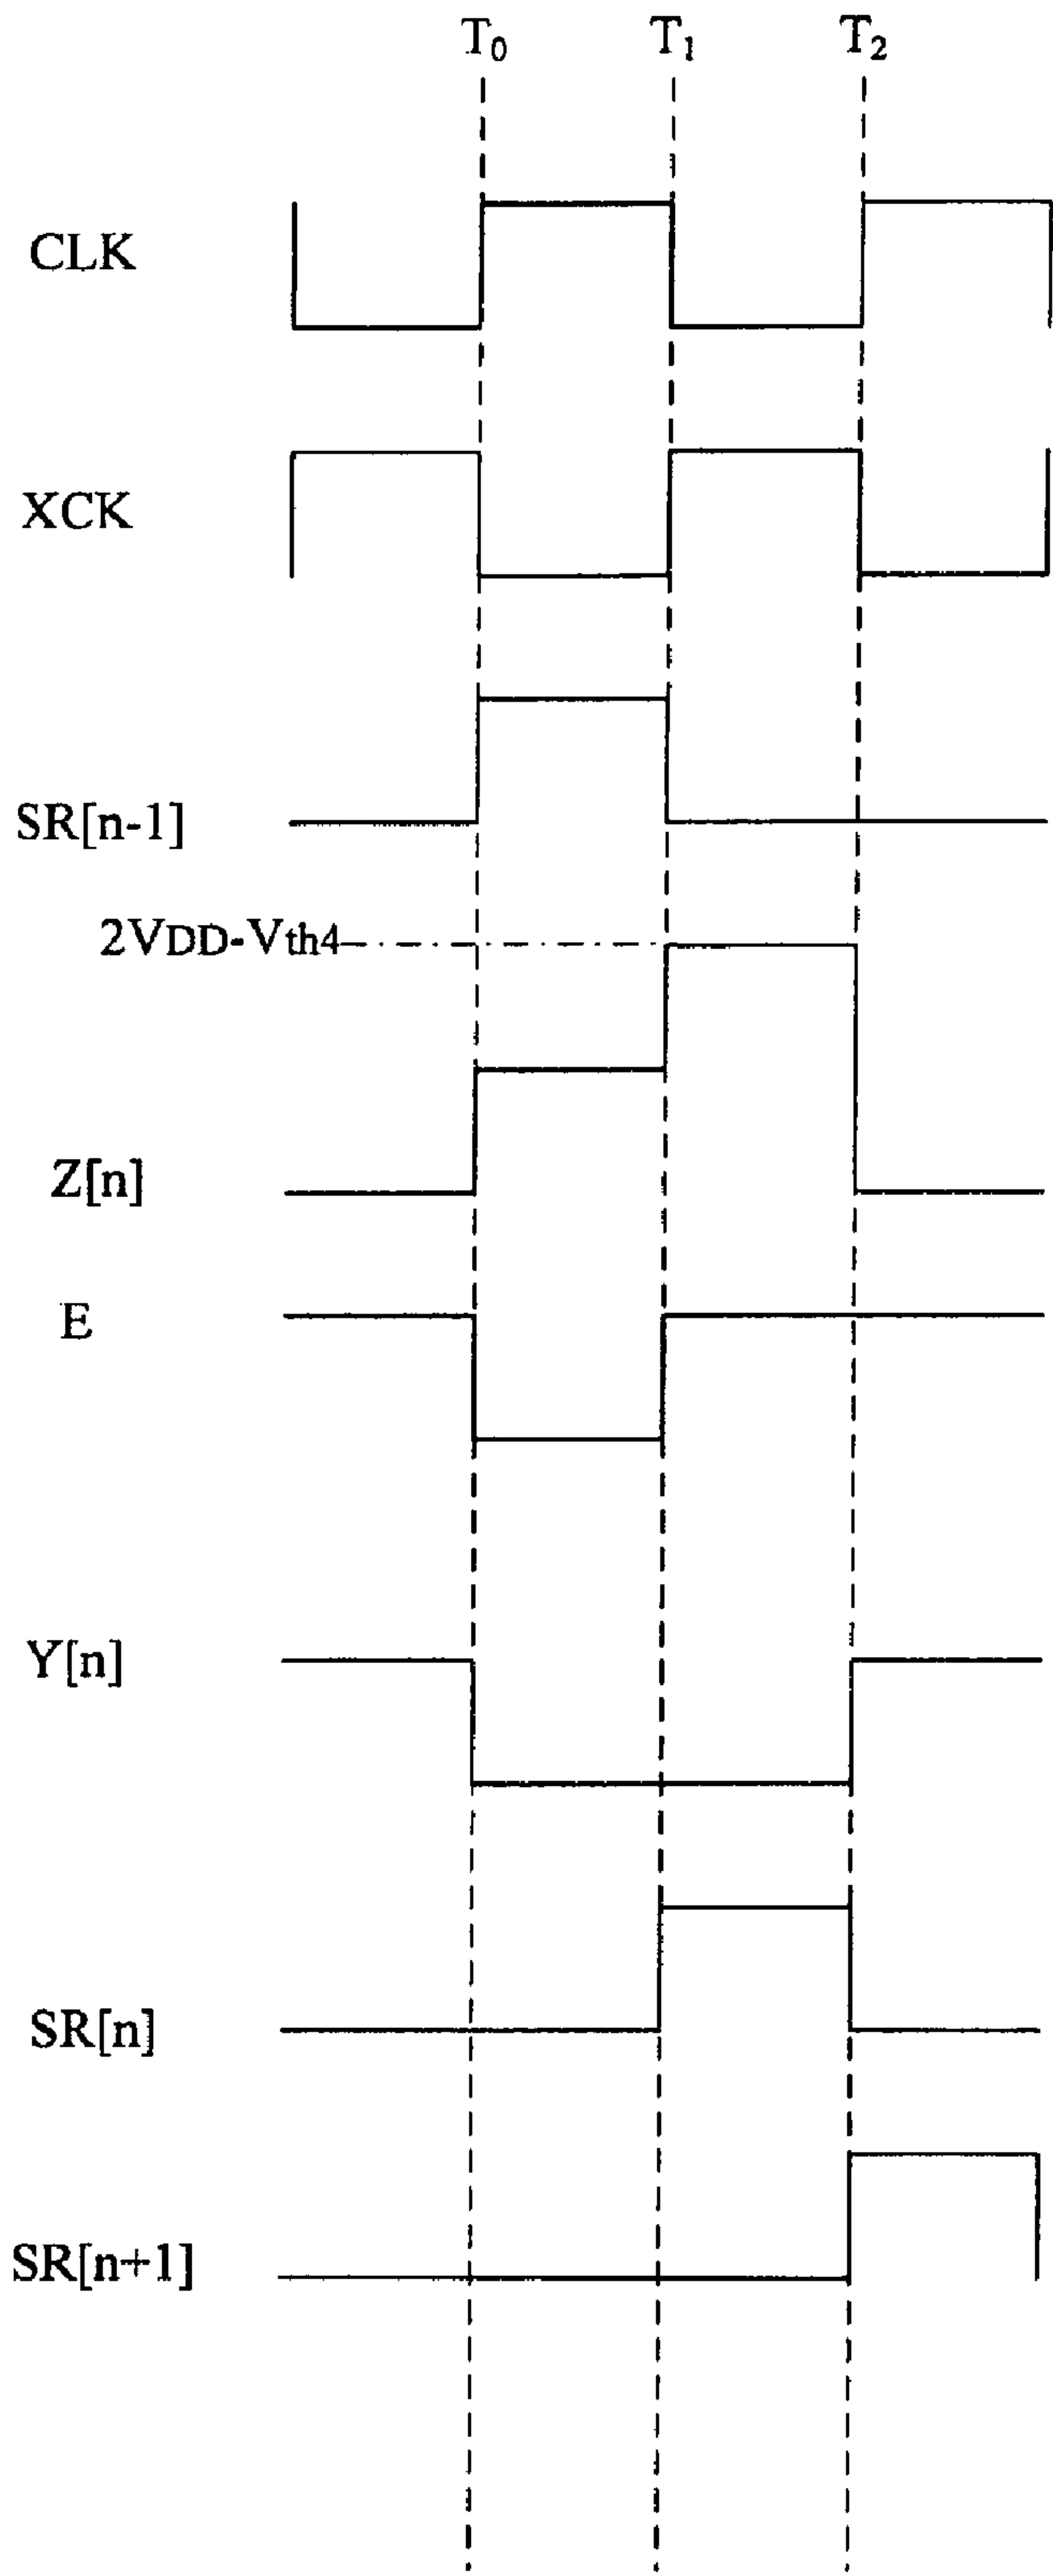 T₀ T₁ T₂
CLK
XCK
SR[n-1]
2VDD-Vth4
Z[n]
E
Y[n]
SR[n]
SR[n+1]